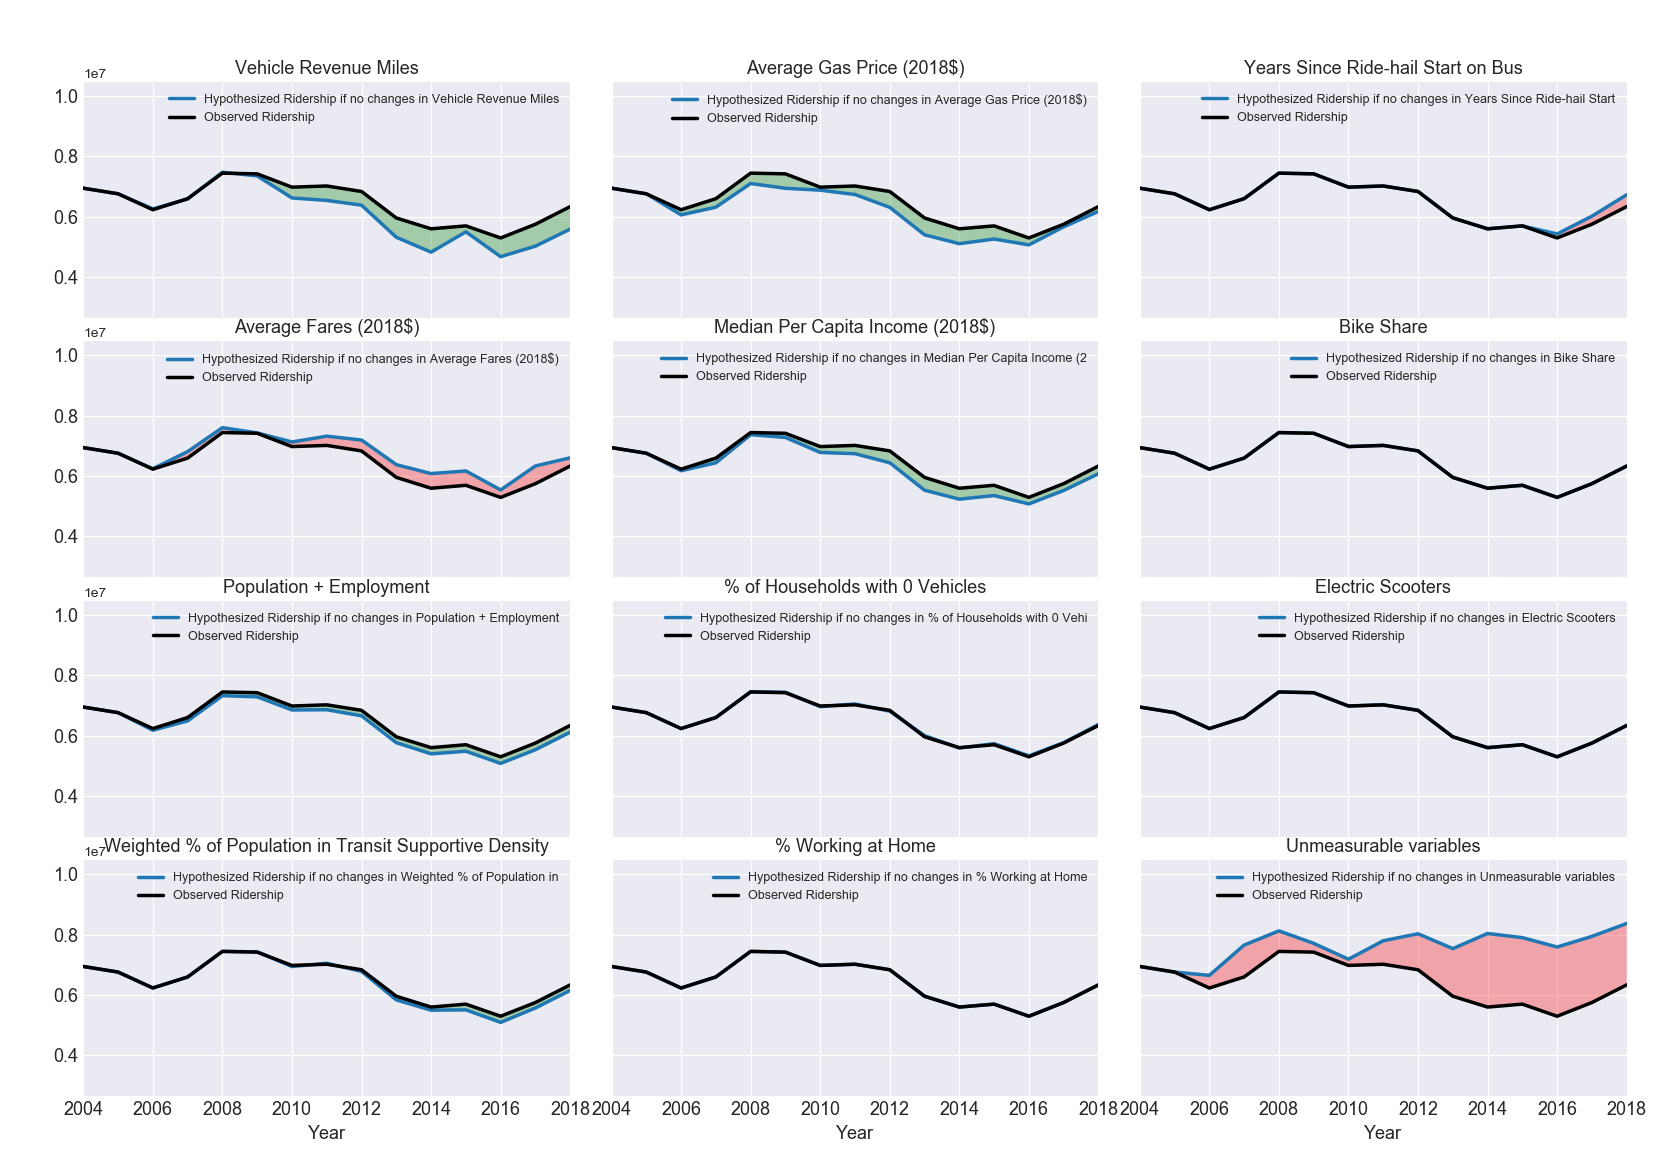 Vehicle Revenue Miles
Average Gas Price (2018$)
Years Since Ride-hail Start on Bus
1e7
Hypothesized Ridership if no changes in Vehicle Revenue Miles
Observed Ridership
Hypothesized Ridership if no changes in Average Gas Price (2018$)
Observed Ridership
Hypothesized Ridership if no changes in Years Since Ride-hail Start
Observed Ridership
1.0
0.8
0.6
0.4
Average Fares (2018$)
Median Per Capita Income (2018$)
Bike Share
1e7
Hypothesized Ridership if no changes in Average Fares (2018$)
Observed Ridership
Hypothesized Ridership if no changes in Median Per Capita Income (2
Observed Ridership
Hypothesized Ridership if no changes in Bike Share
Observed Ridership
1.0
0.8
0.6
0.4
Population + Employment
% of Households with 0 Vehicles
Electric Scooters
1e7
Hypothesized Ridership if no changes in Population + Employment
Observed Ridership
Hypothesized Ridership if no changes in % of Households with 0 Vehi
Observed Ridership
Hypothesized Ridership if no changes in Electric Scooters
Observed Ridership
1.0
0.8
0.6
0.4
Weighted % of Population in Transit Supportive Density
% Working at Home
Unmeasurable variables
1e7
Hypothesized Ridership if no changes in Weighted % of Population in
Observed Ridership
Hypothesized Ridership if no changes in % Working at Home
Observed Ridership
Hypothesized Ridership if no changes in Unmeasurable variables
Observed Ridership
1.0
0.8
0.6
0.4
2004 2006 2008 2010 2012 2014 2016 2018
2004 2006 2008 2010 2012 2014 2016 2018
2004 2006 2008 2010 2012 2014 2016 2018
Year
Year
Year